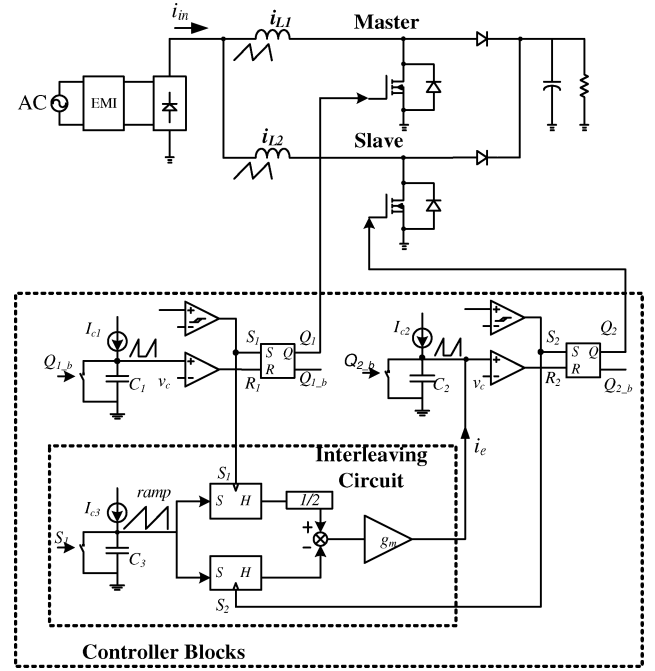 i_in
i_L1
Master
AC
EMI
i_L2
Slave
I_c1
S_1
Q_1
Q_1_b
C_1
v_c
S Q
R
R_1
Q_1_b
I_c2
S_2
Q_2
Q_2_b
C_2
v_c
S Q
R
R_2
Q_2_b
i_e
Interleaving
Circuit
S_1
I_c3
ramp
S H
1/2
S_1
C_3
+
−
g_m
S H
S_2
Controller Blocks